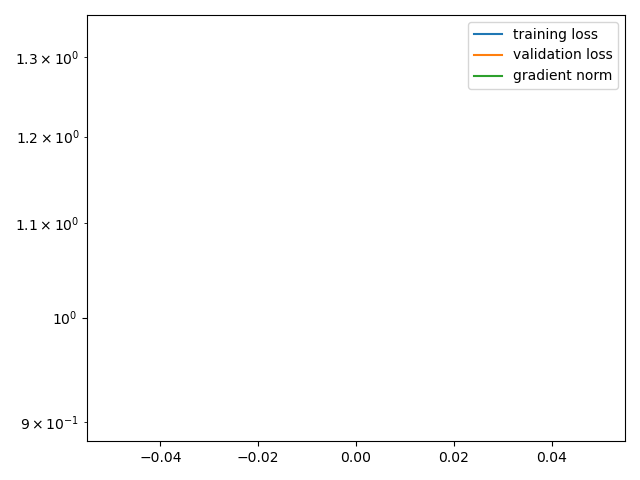 training loss
validation loss
gradient norm
1.3 × 10⁰
1.2 × 10⁰
1.1 × 10⁰
10⁰
9 × 10⁻¹
−0.04 −0.02 0.00 0.02 0.04